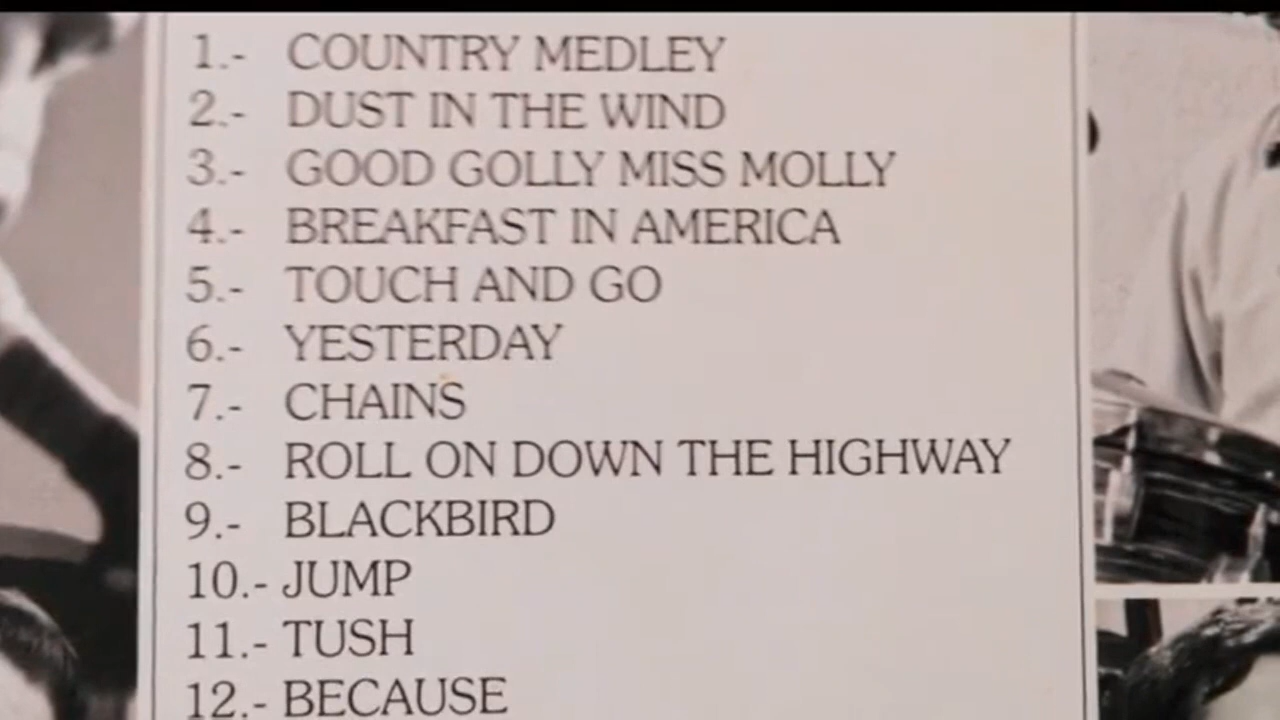 1.- COUNTRY MEDLEY
2.- DUST IN THE WIND
3.- GOOD GOLLY MISS MOLLY
4.- BREAKFAST IN AMERICA
5.- TOUCH AND GO
6.- YESTERDAY
7.- CHAINS
8.- ROLL ON DOWN THE HIGHWAY
9.- BLACKBIRD
10.- JUMP
11.- TUSH
12.- BECAUSE